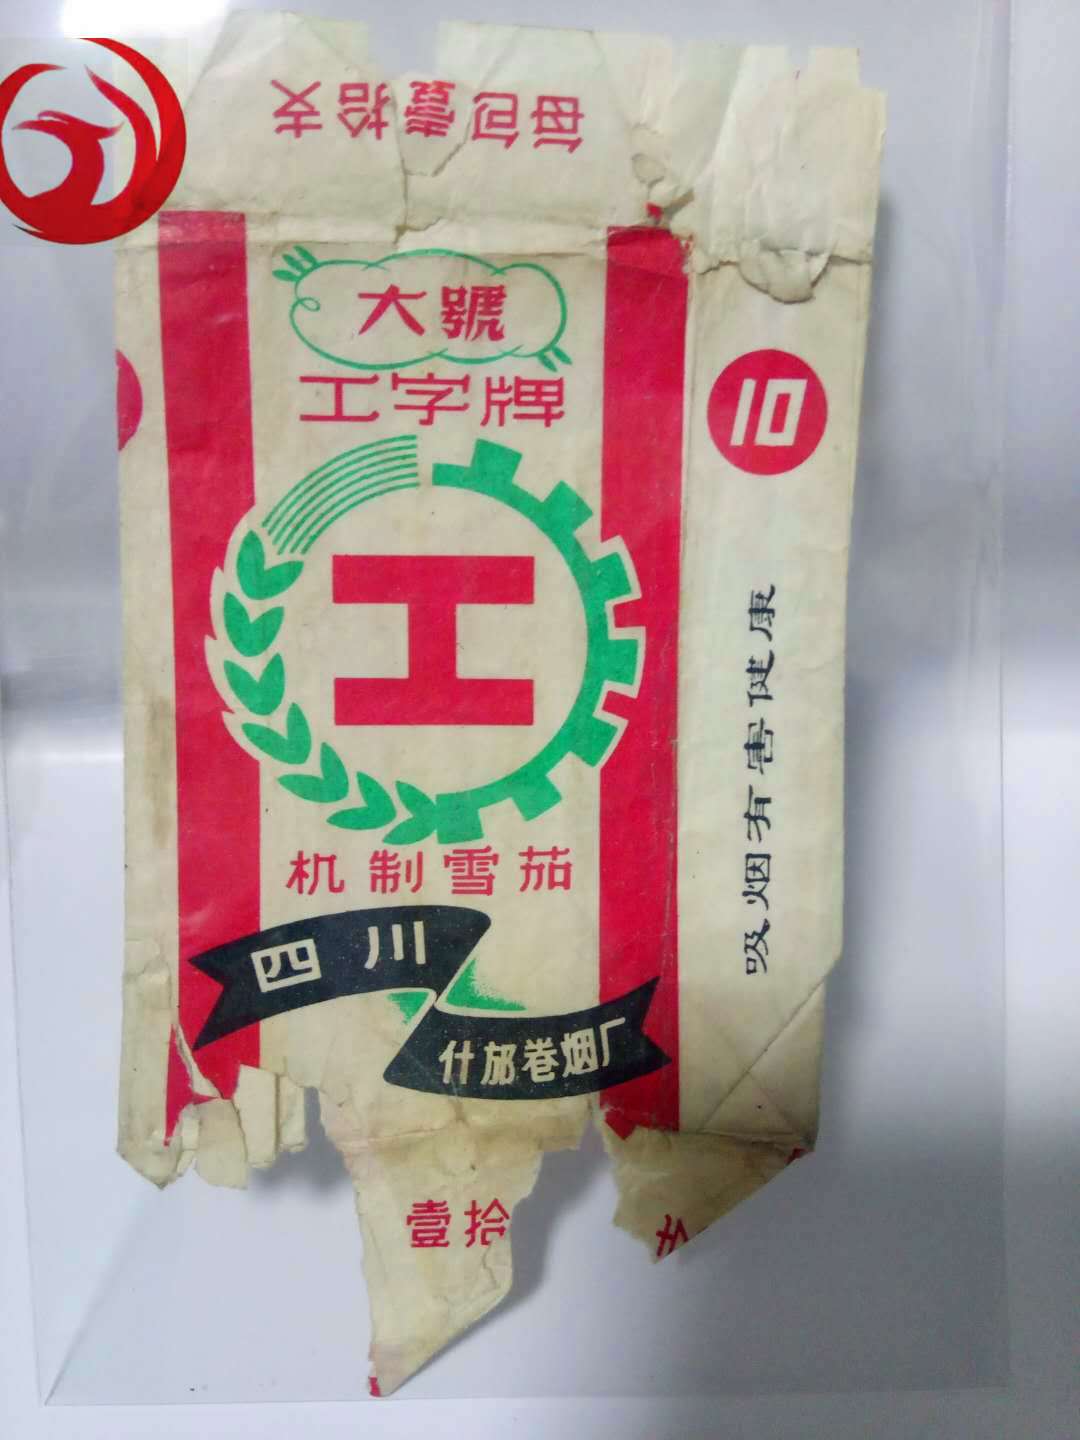 每包壹拾支
大號
工字牌
工
机制雪茄
四川
什邡卷烟厂
壹拾
支
吸烟有害健康